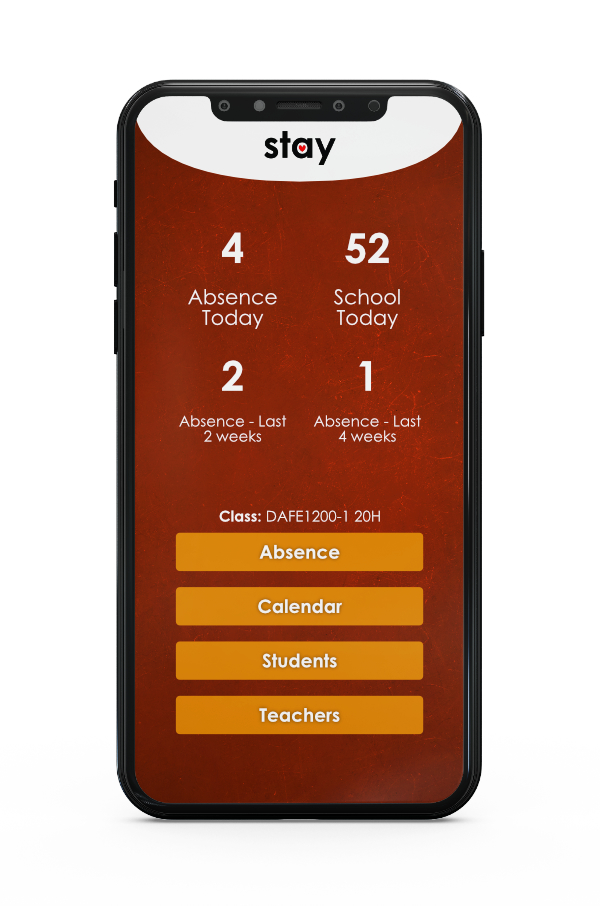 stay
4
52
Absence
Today
School
Today
2
1
Absence - Last
2 weeks
Absence - Last
4 weeks
Class: DAFE1200-1 20H
Absence
Calendar
Students
Teachers